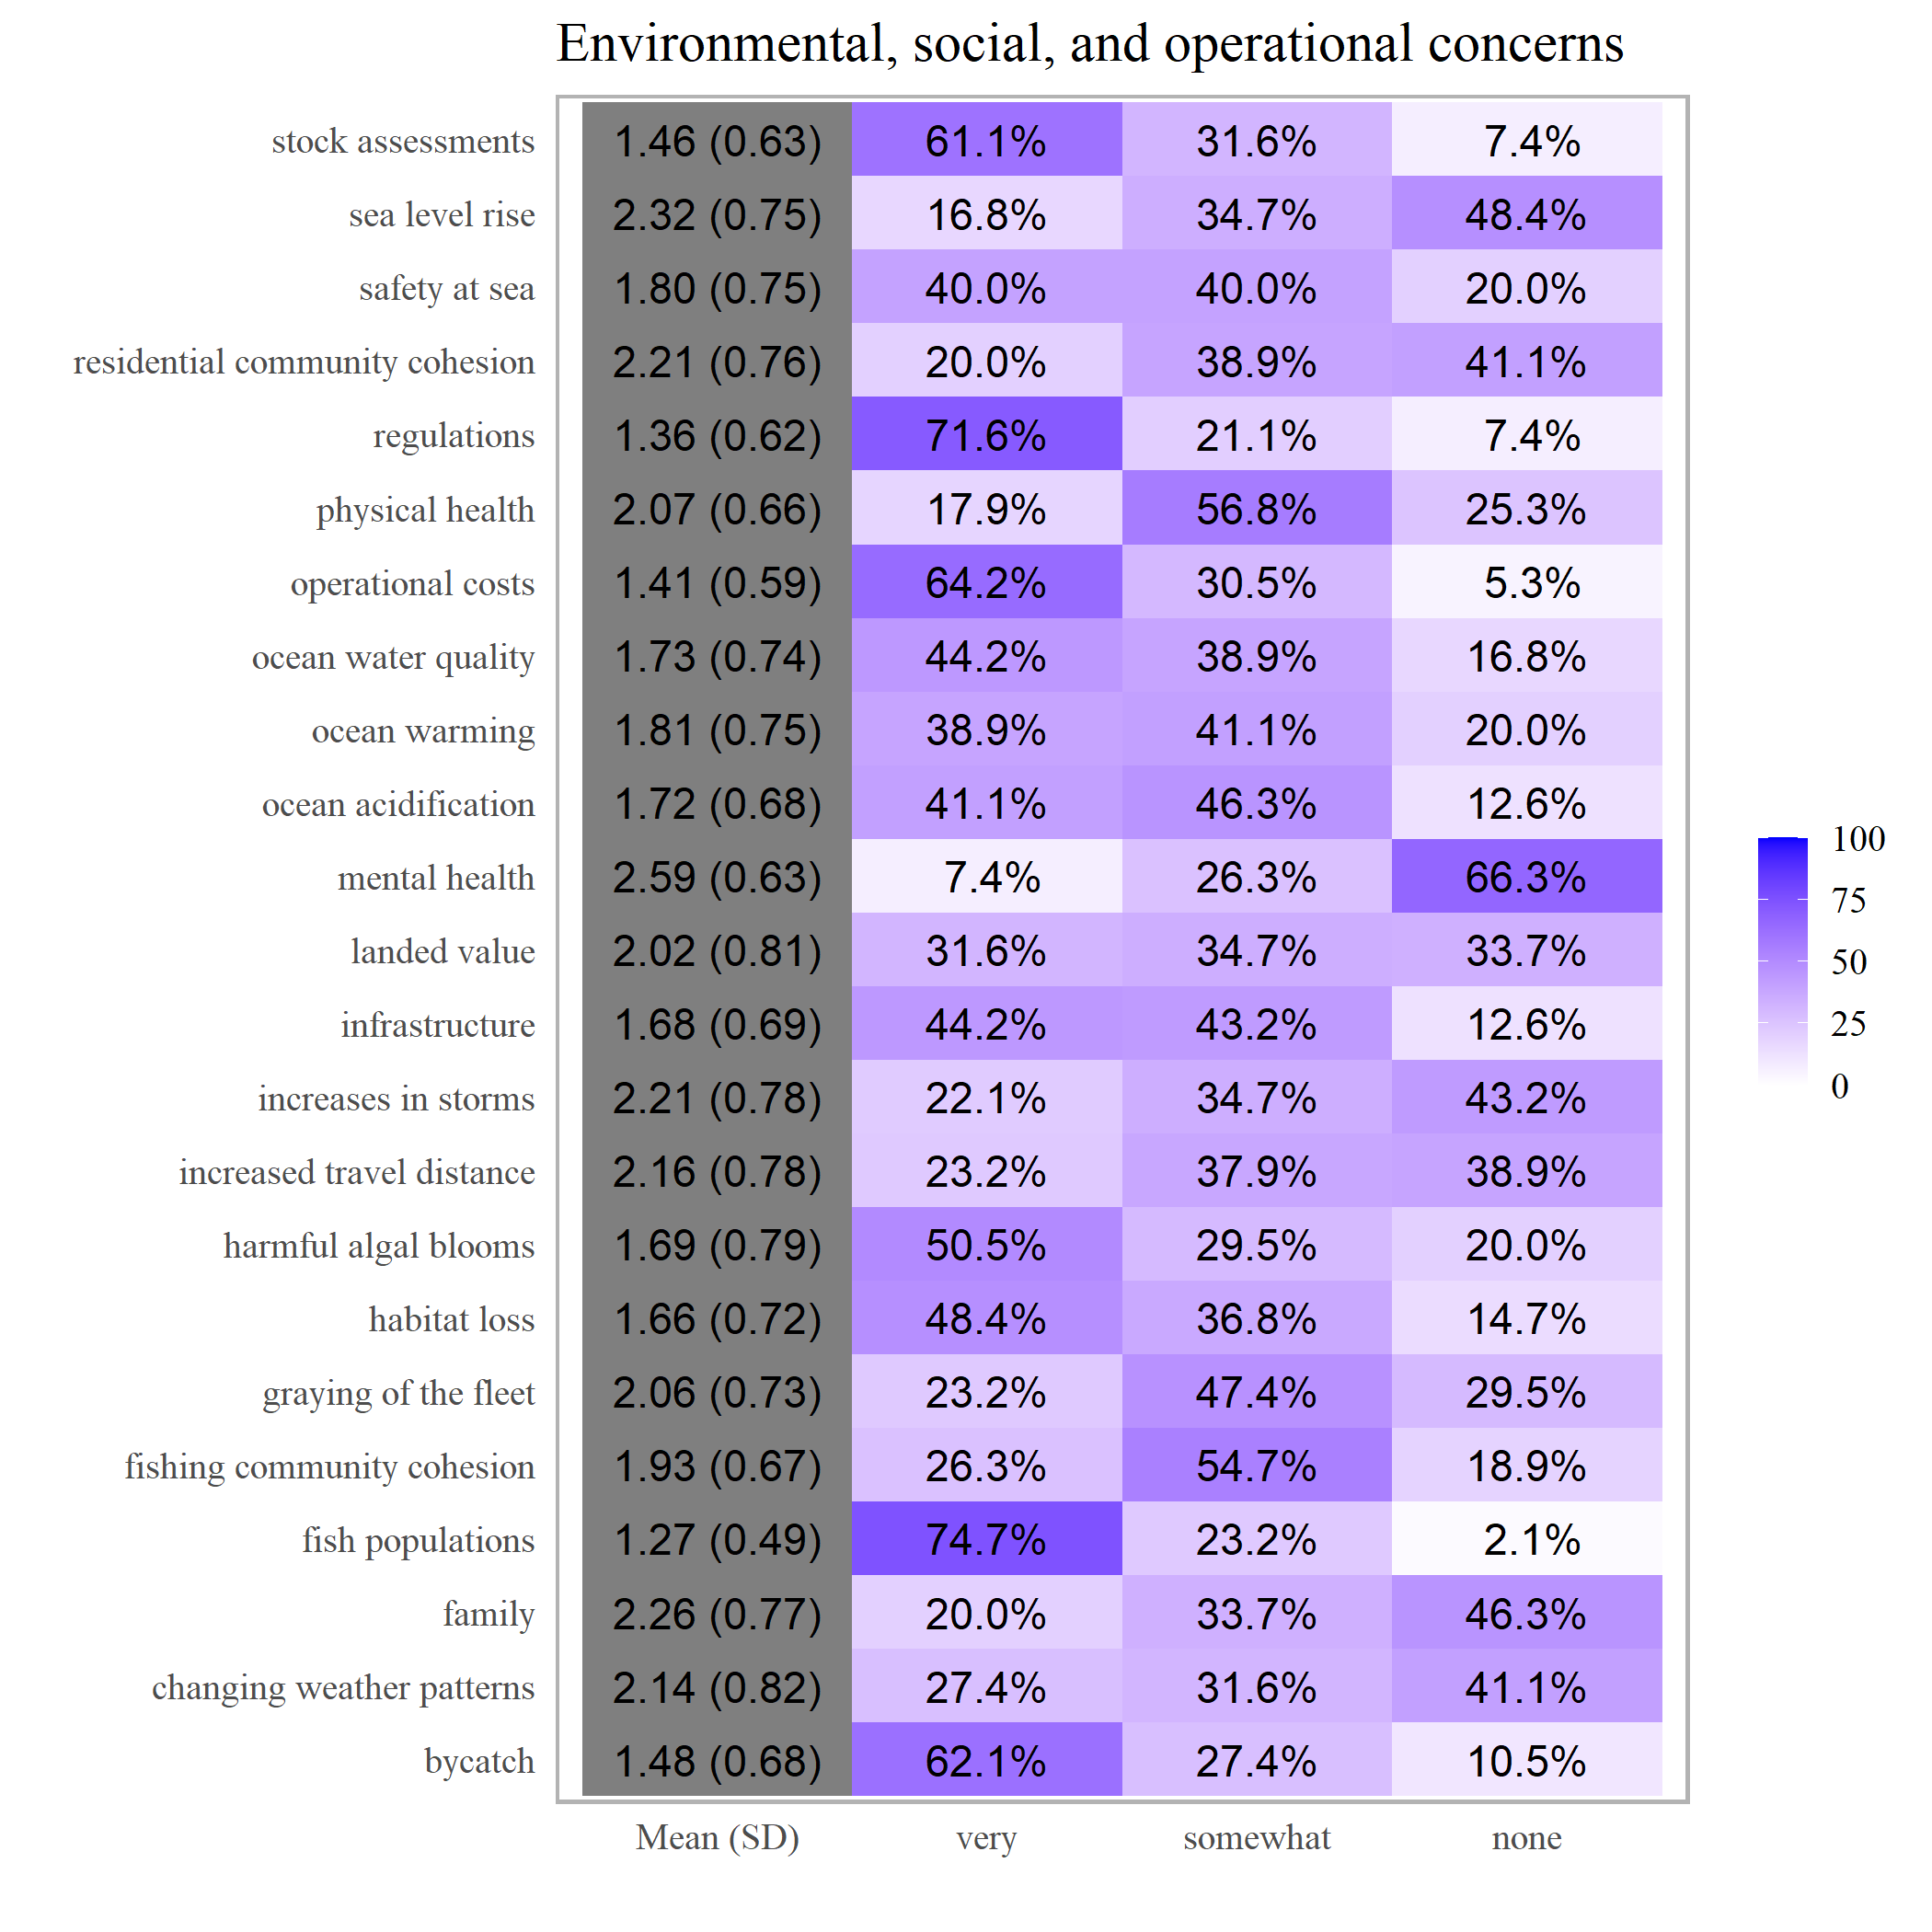 Environmental, social, and operational concerns
stock assessments 1.46 (0.63) 61.1% 31.6% 7.4%
sea level rise 2.32 (0.75) 16.8% 34.7% 48.4%
safety at sea 1.80 (0.75) 40.0% 40.0% 20.0%
residential community cohesion 2.21 (0.76) 20.0% 38.9% 41.1%
regulations 1.36 (0.62) 71.6% 21.1% 7.4%
physical health 2.07 (0.66) 17.9% 56.8% 25.3%
operational costs 1.41 (0.59) 64.2% 30.5% 5.3%
ocean water quality 1.73 (0.74) 44.2% 38.9% 16.8%
ocean warming 1.81 (0.75) 38.9% 41.1% 20.0%
ocean acidification 1.72 (0.68) 41.1% 46.3% 12.6%
mental health 2.59 (0.63) 7.4% 26.3% 66.3%
landed value 2.02 (0.81) 31.6% 34.7% 33.7%
infrastructure 1.68 (0.69) 44.2% 43.2% 12.6%
increases in storms 2.21 (0.78) 22.1% 34.7% 43.2%
increased travel distance 2.16 (0.78) 23.2% 37.9% 38.9%
harmful algal blooms 1.69 (0.79) 50.5% 29.5% 20.0%
habitat loss 1.66 (0.72) 48.4% 36.8% 14.7%
graying of the fleet 2.06 (0.73) 23.2% 47.4% 29.5%
fishing community cohesion 1.93 (0.67) 26.3% 54.7% 18.9%
fish populations 1.27 (0.49) 74.7% 23.2% 2.1%
family 2.26 (0.77) 20.0% 33.7% 46.3%
changing weather patterns 2.14 (0.82) 27.4% 31.6% 41.1%
bycatch 1.48 (0.68) 62.1% 27.4% 10.5%
Mean (SD) very somewhat none
100
75
50
25
0